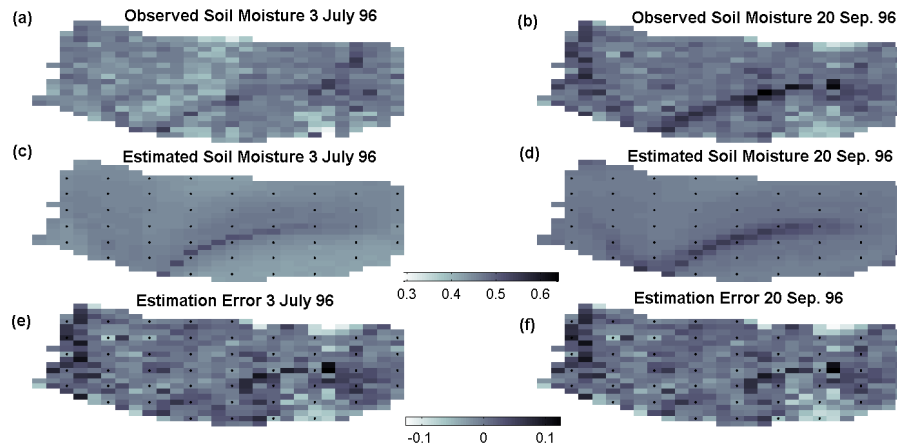 (a) Observed Soil Moisture 3 July 96
(b) Observed Soil Moisture 20 Sep. 96
(c) Estimated Soil Moisture 3 July 96
(d) Estimated Soil Moisture 20 Sep. 96
0.3 0.4 0.5 0.6
(e) Estimation Error 3 July 96
(f) Estimation Error 20 Sep. 96
-0.1 0 0.1